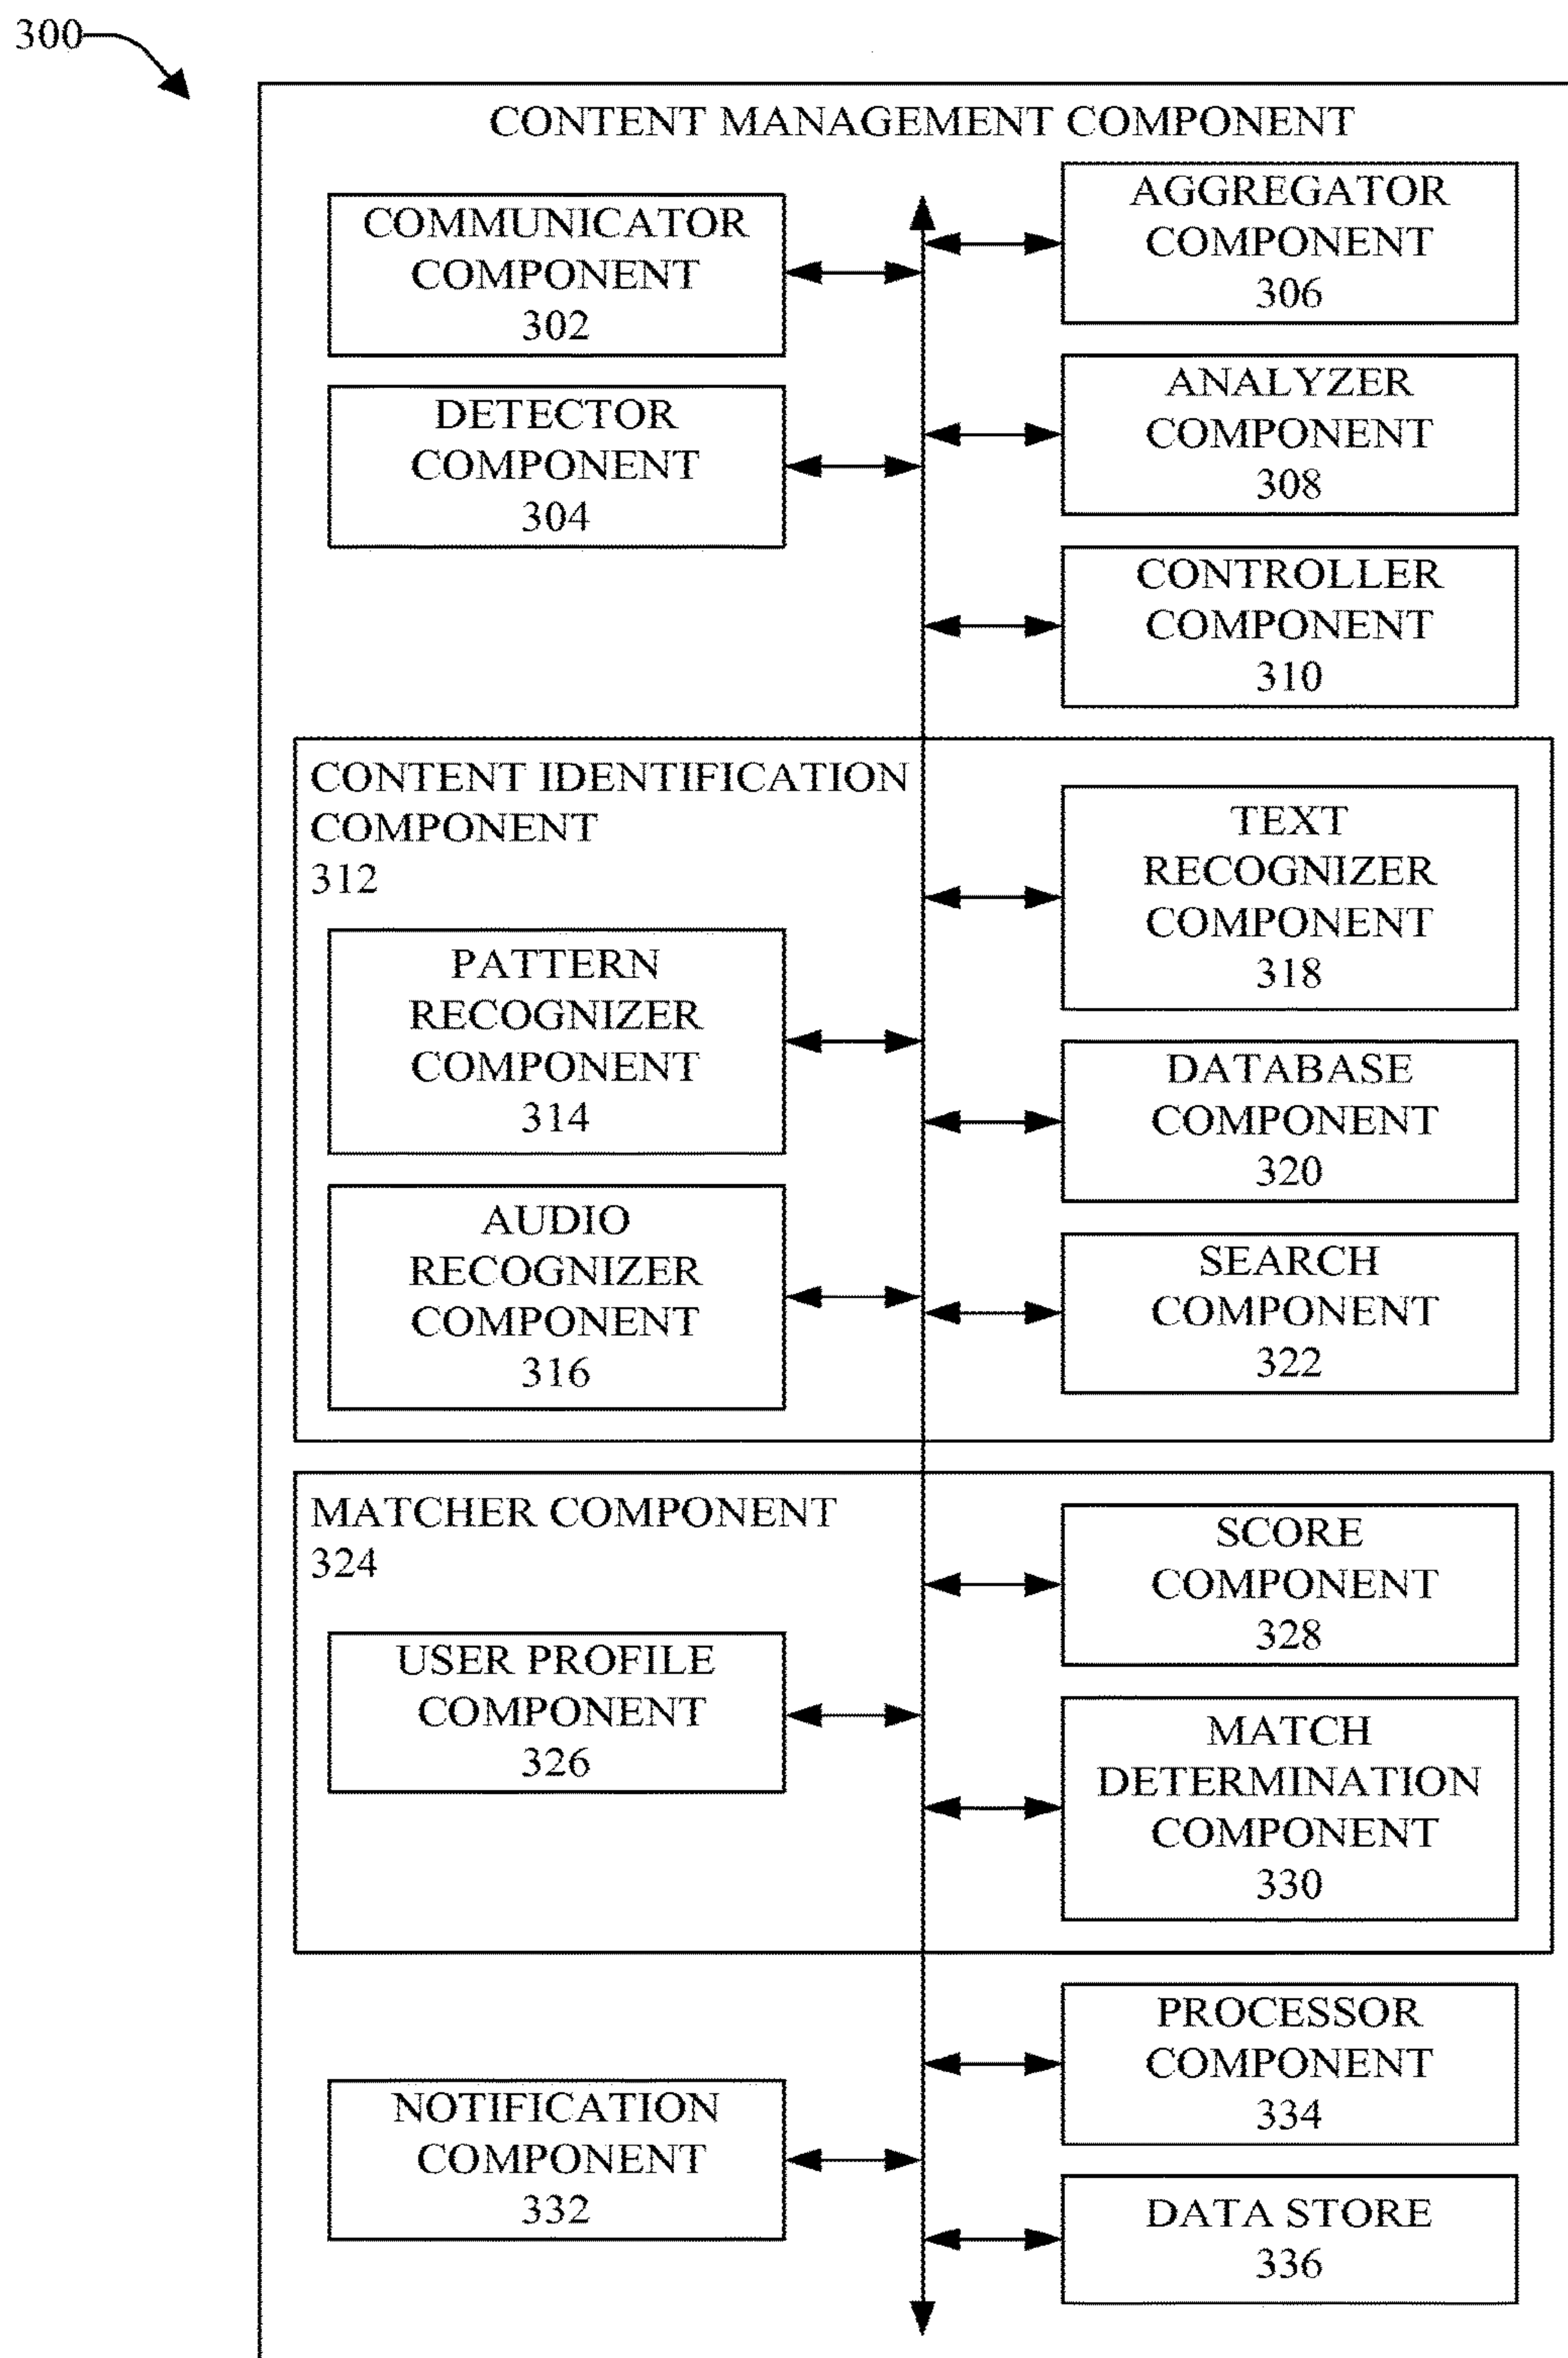 300
CONTENT MANAGEMENT COMPONENT
COMMUNICATOR
COMPONENT
302
AGGREGATOR
COMPONENT
306
DETECTOR
COMPONENT
304
ANALYZER
COMPONENT
308
CONTROLLER
COMPONENT
310
CONTENT IDENTIFICATION
COMPONENT
312
TEXT
RECOGNIZER
COMPONENT
318
PATTERN
RECOGNIZER
COMPONENT
314
DATABASE
COMPONENT
320
AUDIO
RECOGNIZER
COMPONENT
316
SEARCH
COMPONENT
322
MATCHER COMPONENT
324
SCORE
COMPONENT
328
USER PROFILE
COMPONENT
326
MATCH
DETERMINATION
COMPONENT
330
PROCESSOR
COMPONENT
334
NOTIFICATION
COMPONENT
332
DATA STORE
336